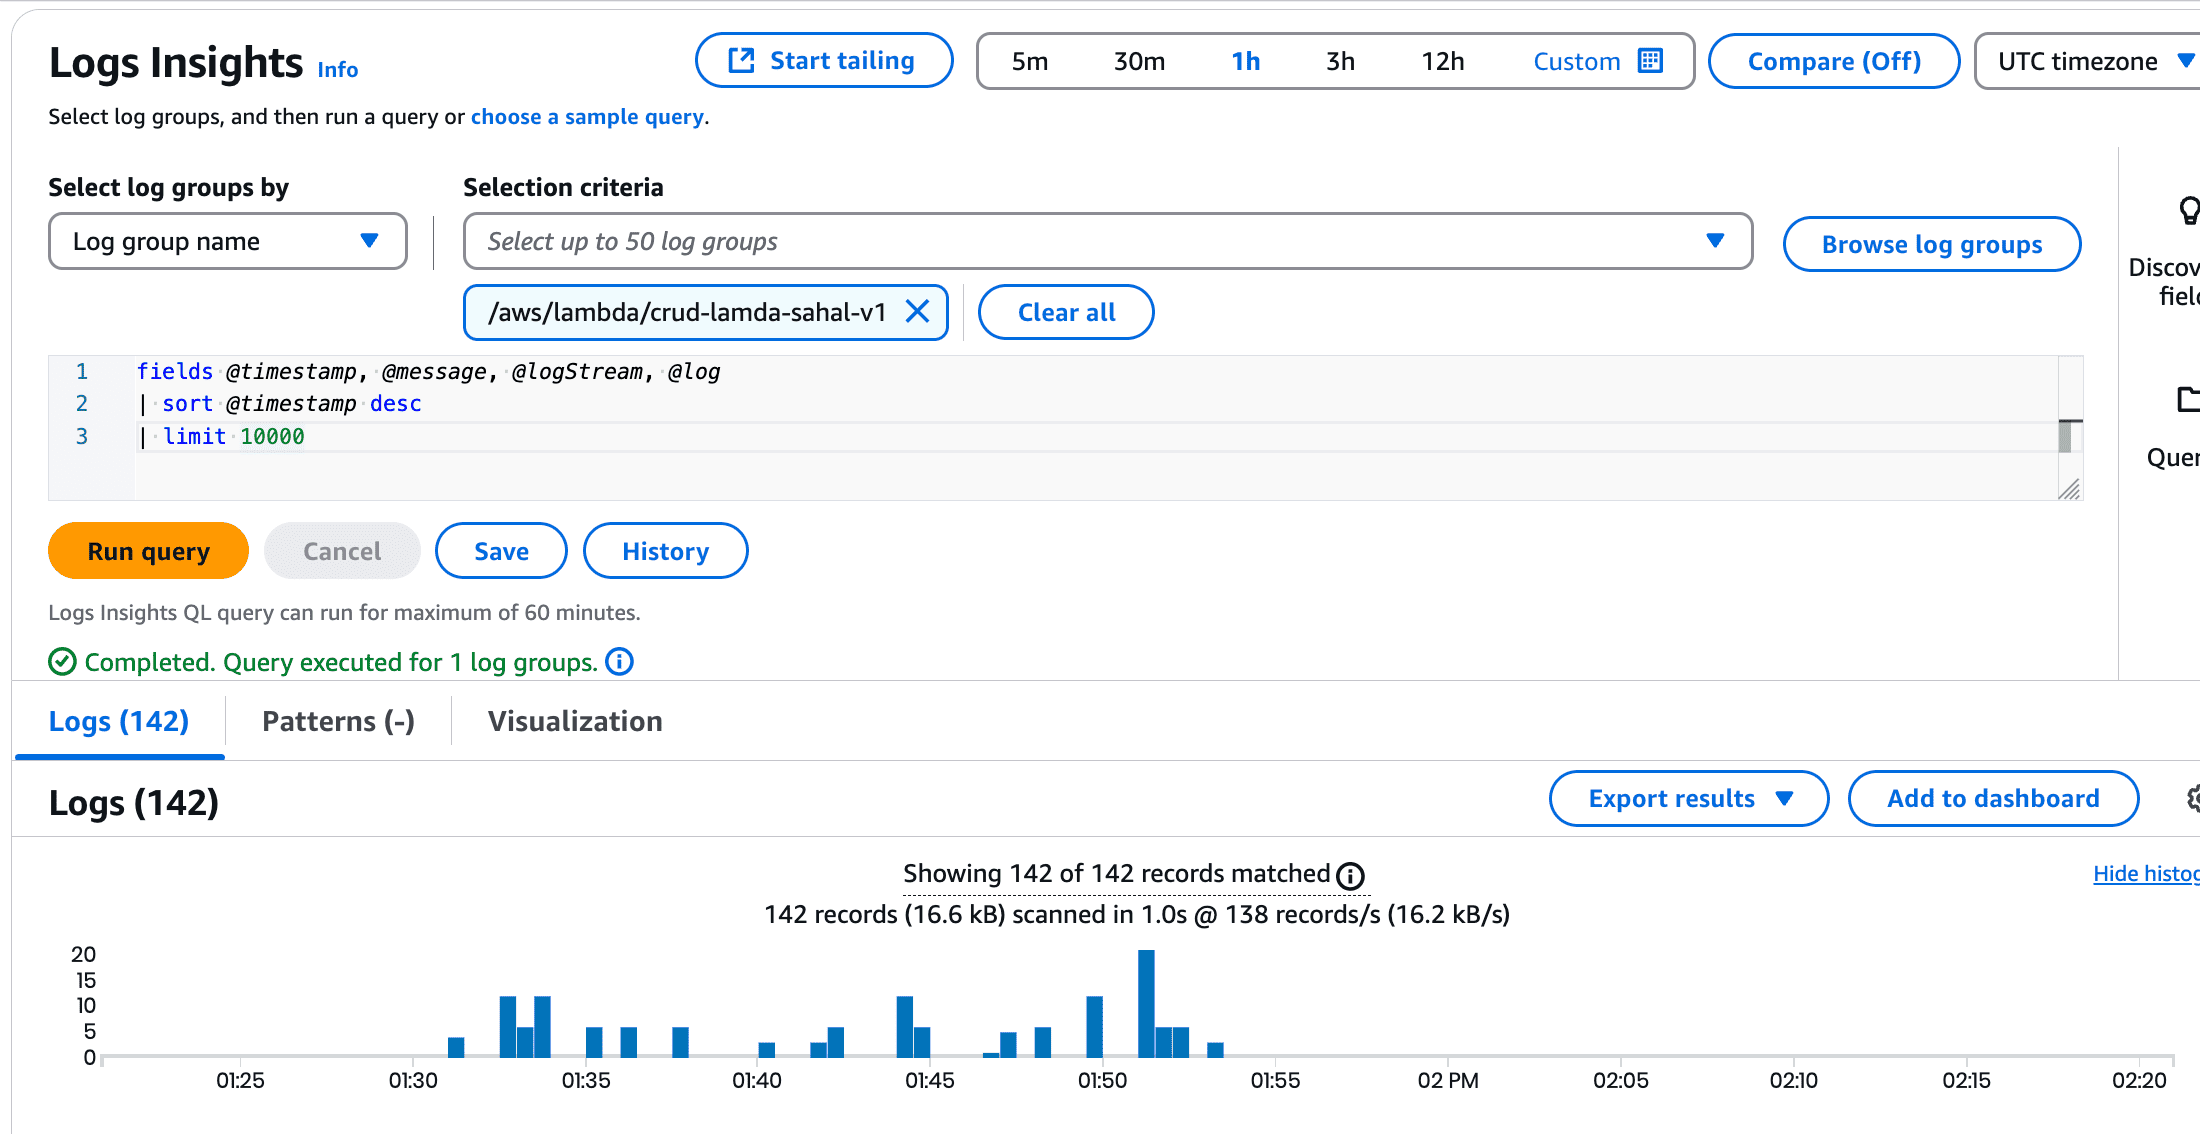 Logs Insights Info
Start tailing
5m 30m 1h 3h 12h Custom
Compare (Off)
UTC timezone
Select log groups, and then run a query or choose a sample query.
Select log groups by
Selection criteria
Log group name
Select up to 50 log groups
Browse log groups
/aws/lambda/crud-lamda-sahal-v1
Clear all
1 fields @timestamp, @message, @logStream, @log
2 | sort @timestamp desc
3 | limit 10000
Run query
Cancel
Save
History
Logs Insights QL query can run for maximum of 60 minutes.
Completed. Query executed for 1 log groups.
Logs (142)
Patterns (-)
Visualization
Logs (142)
Export results
Add to dashboard
Showing 142 of 142 records matched
142 records (16.6 kB) scanned in 1.0s @ 138 records/s (16.2 kB/s)
20
15
10
5
0
01:25 01:30 01:35 01:40 01:45 01:50 01:55 02 PM 02:05 02:10 02:15 02:20
Hide